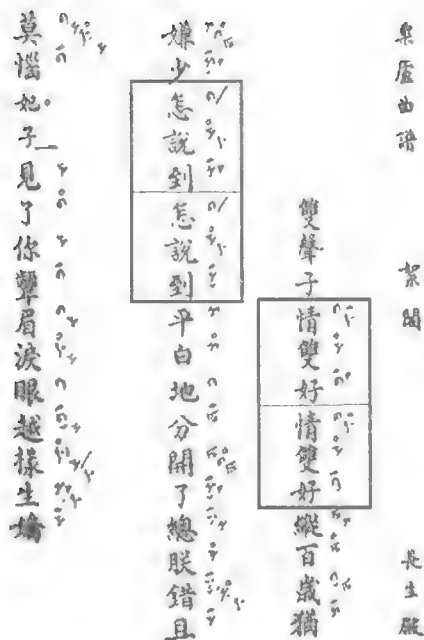 集廬曲譜 絮閣 長生殿
雙聲子情雙好情雙好縱百歲猶
嫌少怎說到怎說到平白地分開了總朕錯且
莫惱妃子見了你顰眉淚眼越樣生嬌